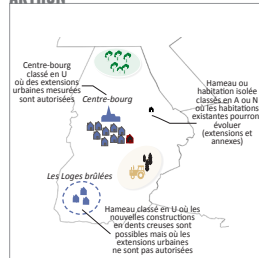 ARTHON
Centre-bourg
classé en U
où des extensions
urbaines mesurées
sont autorisées
Centre-bourg
Hameau ou
habitation isolée
classés en A ou N
où les habitations
existantes pourront
évoluer
(extensions et
annexes)
Les Loges brûlées
Hameau classé en U où les
nouvelles constructions
en dents creuses sont
possibles mais où les
extensions urbaines
ne sont pas autorisées